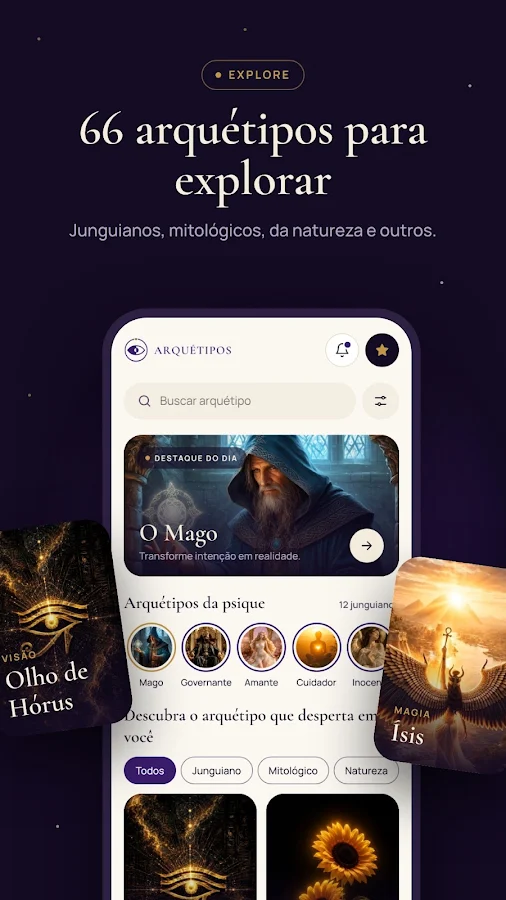 EXPLORE
66 arquétipos para
explorar
Junguianos, mitológicos, da natureza e outros.
ARQUÉTIPOS
Buscar arquétipo
DESTAQUE DO DIA
O Mago
Transforme intenção em realidade.
Arquétipos da psique
12 junguianos
Mago
Governante
Amante
Cuidador
Inocen
VISÃO
Olho de
Hórus
MAGIA
Ísis
Descubra o arquétipo que desperta em
você
Todos
Junguiano
Mitológico
Natureza